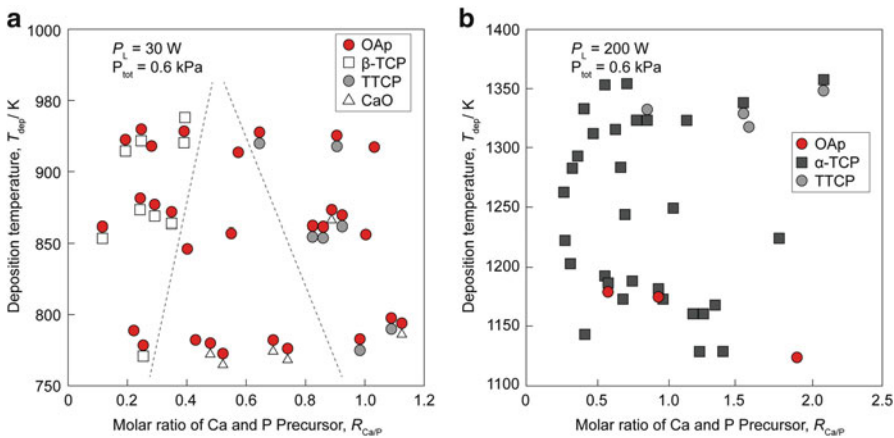 a
P_L = 30 W
P_tot = 0.6 kPa
OAp
β-TCP
TTCP
CaO
Deposition temperature, T_dep/ K
1000
980
900
850
780
750
0
0.2
0.4
0.6
0.8
1.0
1.2
Molar ratio of Ca and P Precursor, R_Ca/P
b
P_L = 200 W
P_tot = 0.6 kPa
OAp
α-TCP
TTCP
Deposition temperature, T_dep/ K
1400
1350
1300
1250
1200
1150
1100
0
0.5
1.0
1.5
2.0
2.5
Molar ratio of Ca and P Precursor, R_Ca/P